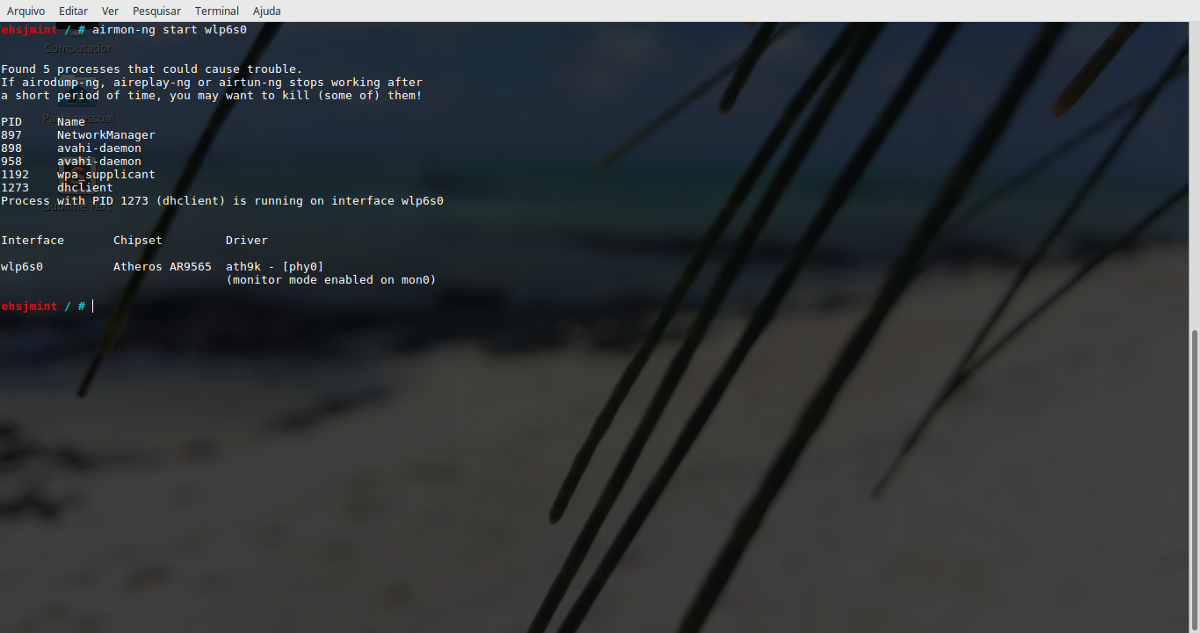 Arquivo Editar Ver Pesquisar Terminal Ajuda
ehsjmint / # airmon-ng start wlp6s0
Computador
Found 5 processes that could cause trouble.
If airodump-ng, aireplay-ng or airtun-ng stops working after
a short period of time, you may want to kill (some of) them!
PID Name
897 NetworkManager
898 avahi-daemon
958 avahi-daemon
1192 wpa_supplicant
1273 dhclient
Process with PID 1273 (dhclient) is running on interface wlp6s0
Interface Chipset Driver
wlp6s0 Atheros AR9565 ath9k - [phy0]
(monitor mode enabled on mon0)
ehsjmint / #